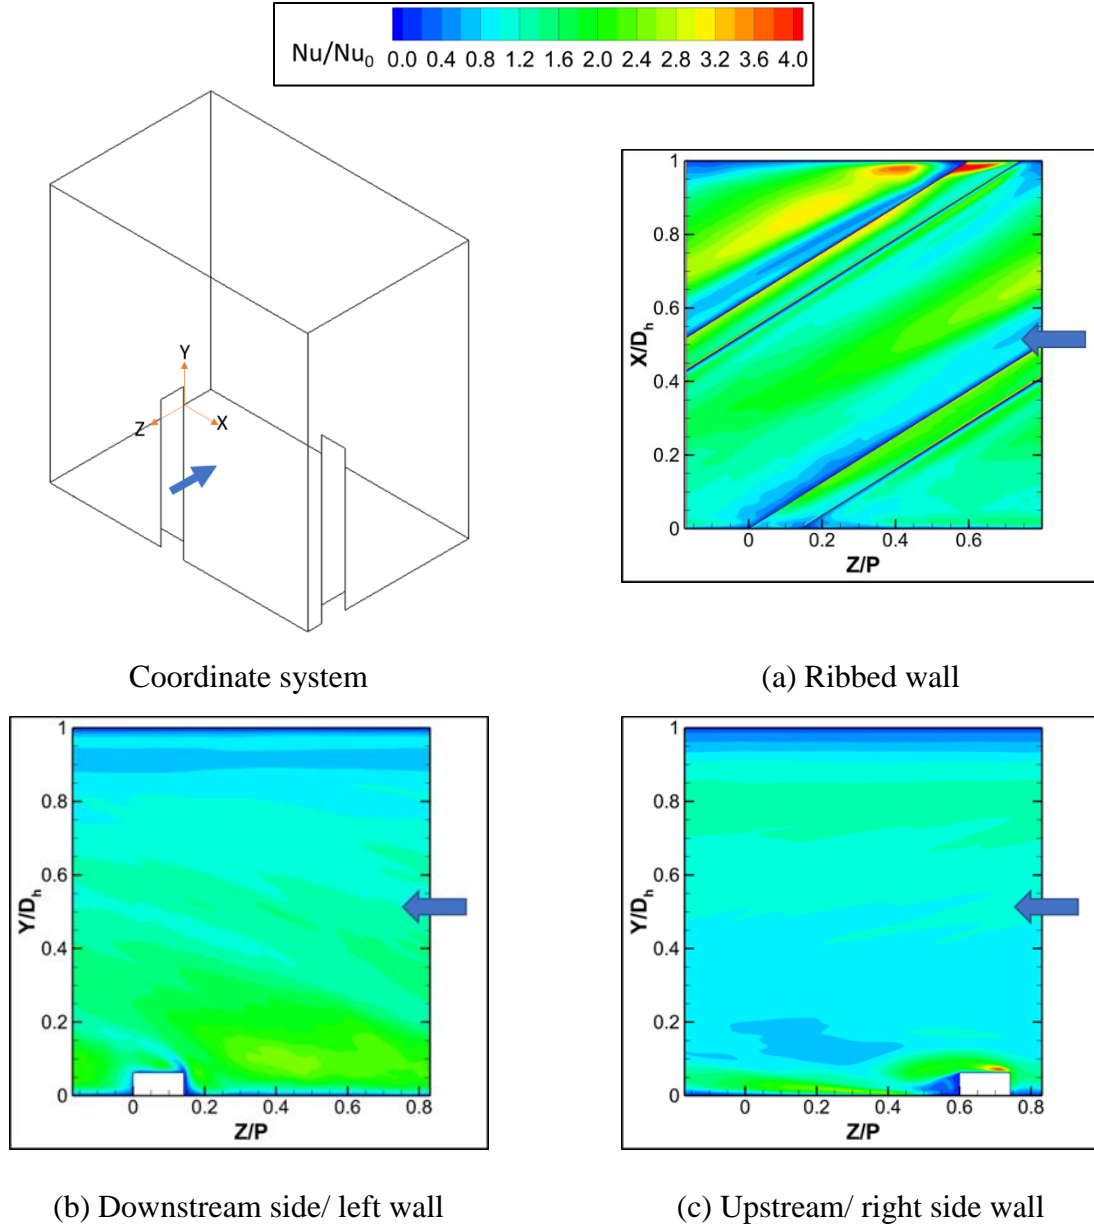 Nu/Nu₀
0.0 0.4 0.8 1.2 1.6 2.0 2.4 2.8 3.2 3.6 4.0
Y
Z
X
Coordinate system
1
0.8
0.6
0.4
0.2
0
X/Dₕ
0 0.2 0.4 0.6
Z/P
(a) Ribbed wall
1
0.8
0.6
0.4
0.2
0
Y/Dₕ
0 0.2 0.4 0.6 0.8
Z/P
(b) Downstream side/ left wall
1
0.8
0.6
0.4
0.2
0
Y/Dₕ
0 0.2 0.4 0.6 0.8
Z/P
(c) Upstream/ right side wall